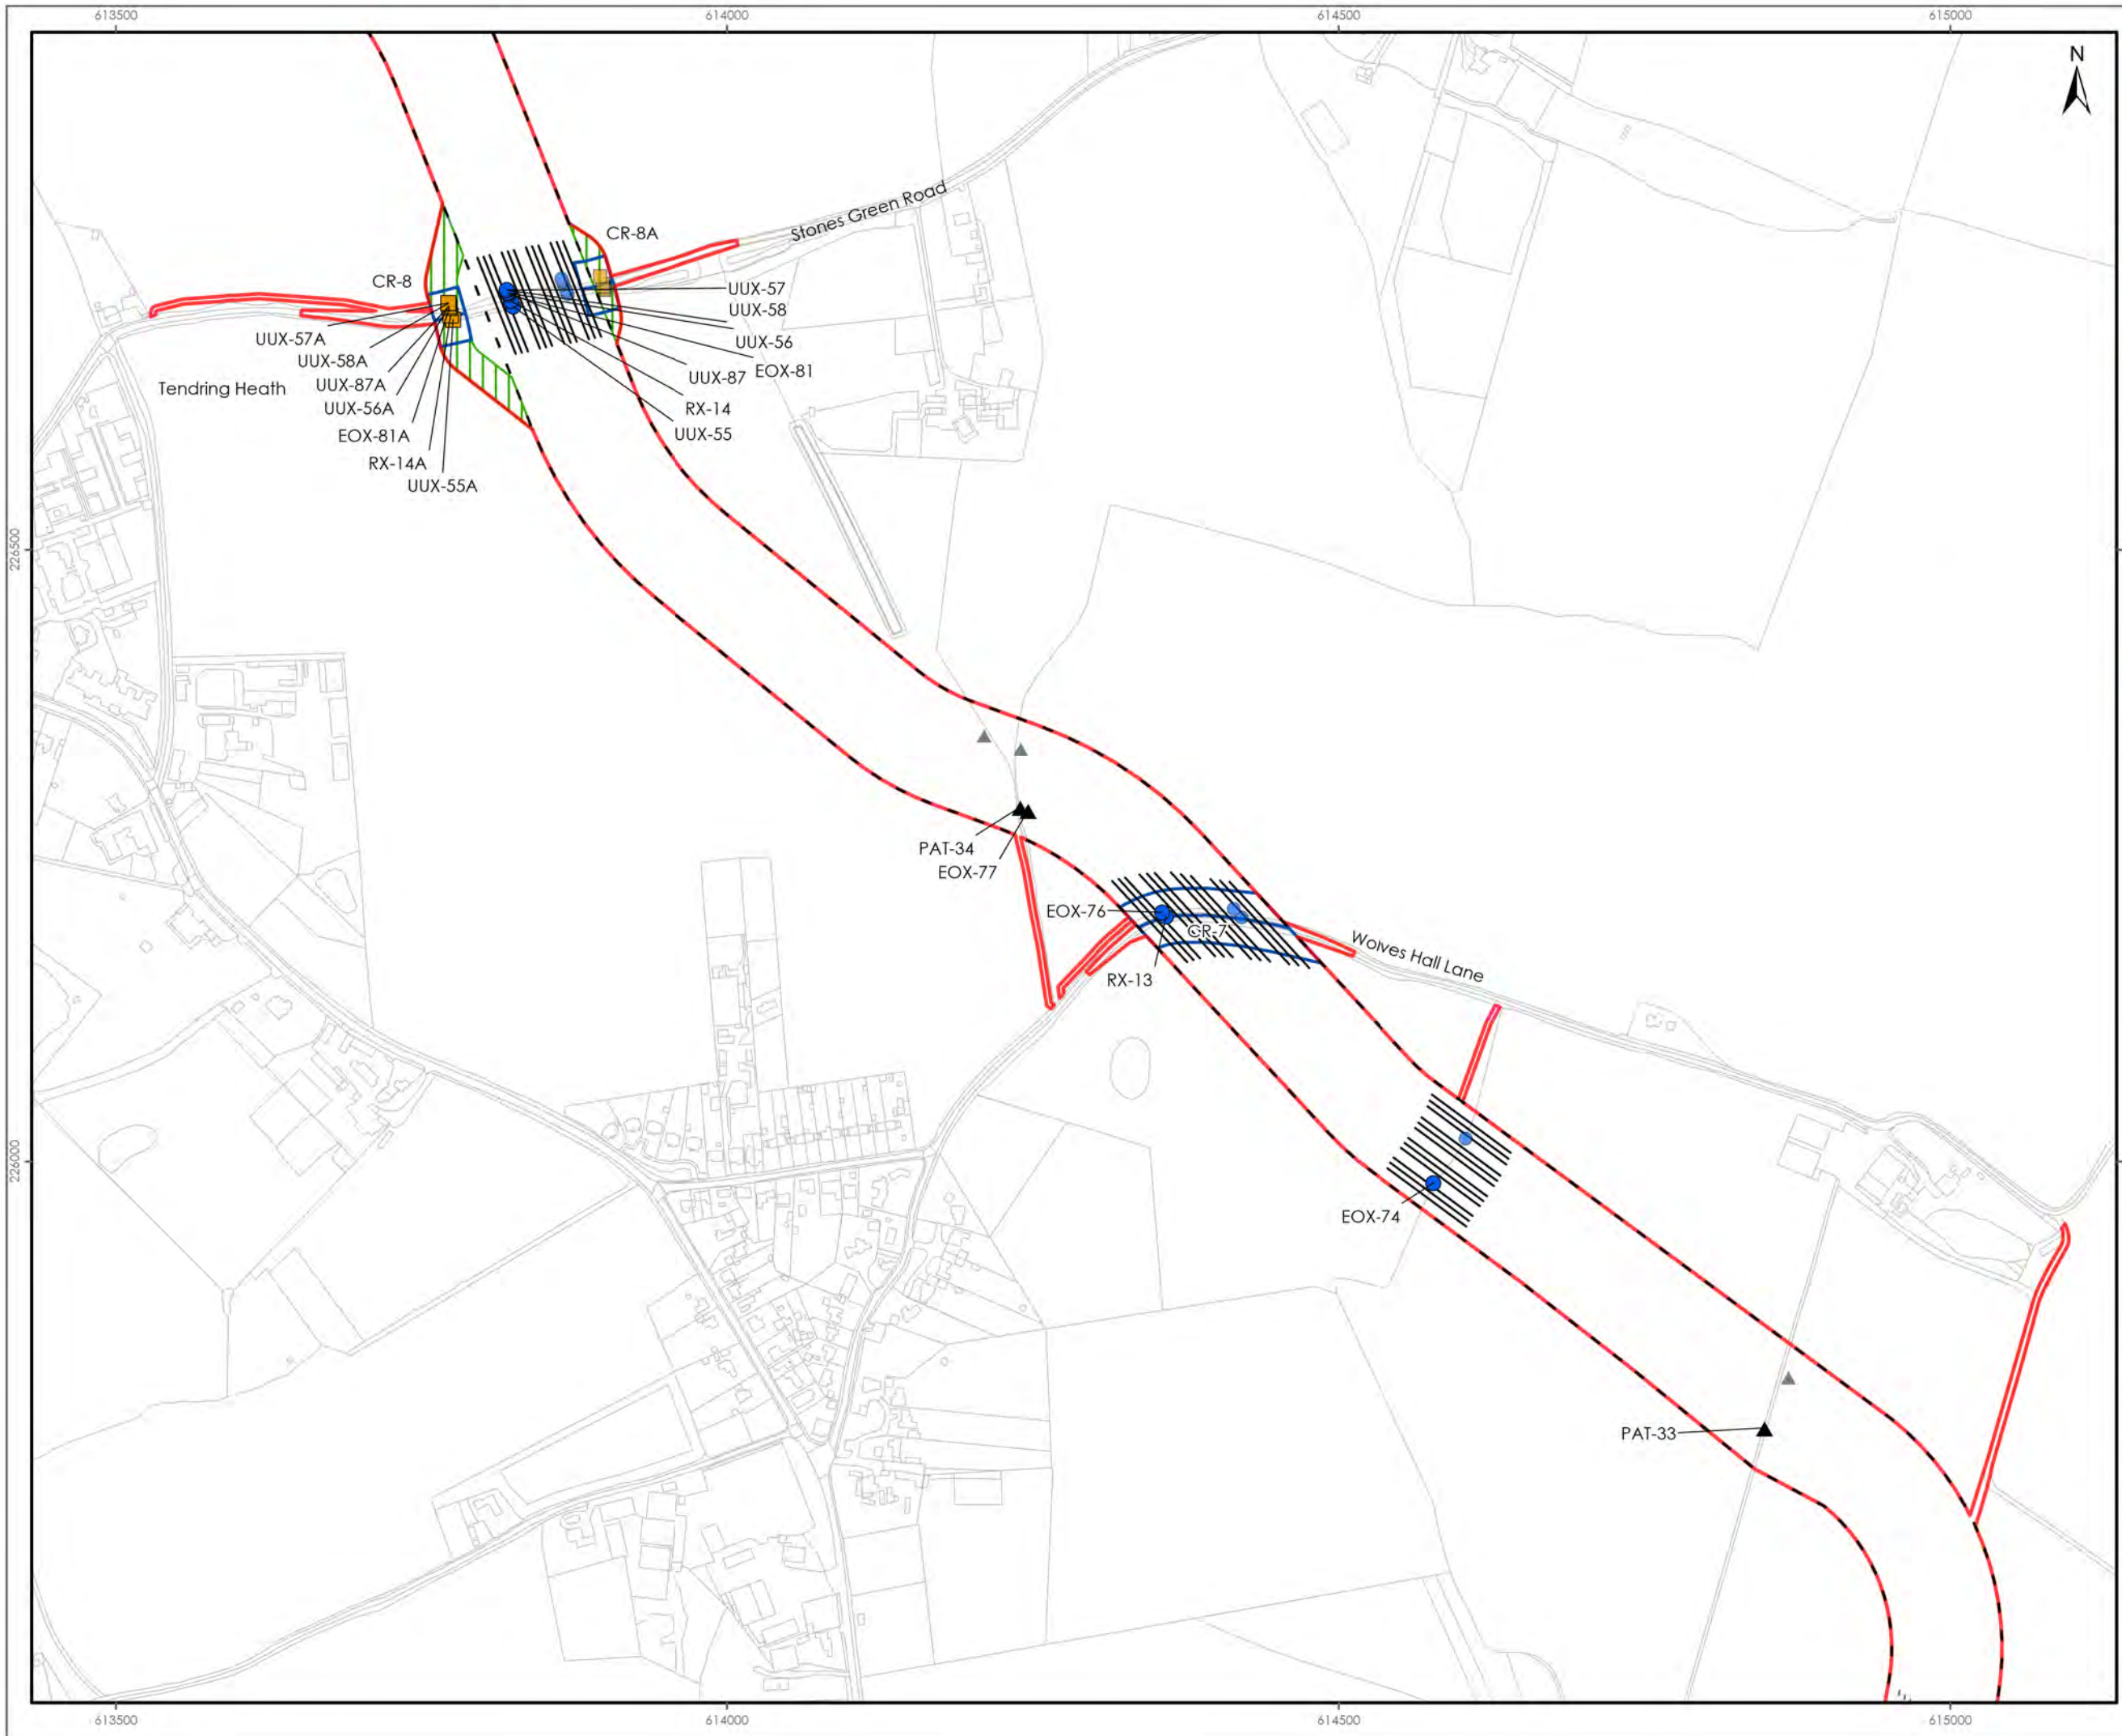 613500
614000
614500
615000
N
Stones Green Road
CR-8A
CR-8
UUX-57
UUX-58
UUX-57A
UUX-56
UUX-58A
EOX-81
UUX-87
UUX-87A
Tendring Heath
UUX-56A
RX-14
UUX-55
EOX-81A
RX-14A
UUX-55A
226500
PAT-34
EOX-77
EOX-76
CR-7
Wolves Hall Lane
RX-13
226000
EOX-74
PAT-33
613500
614000
614500
615000